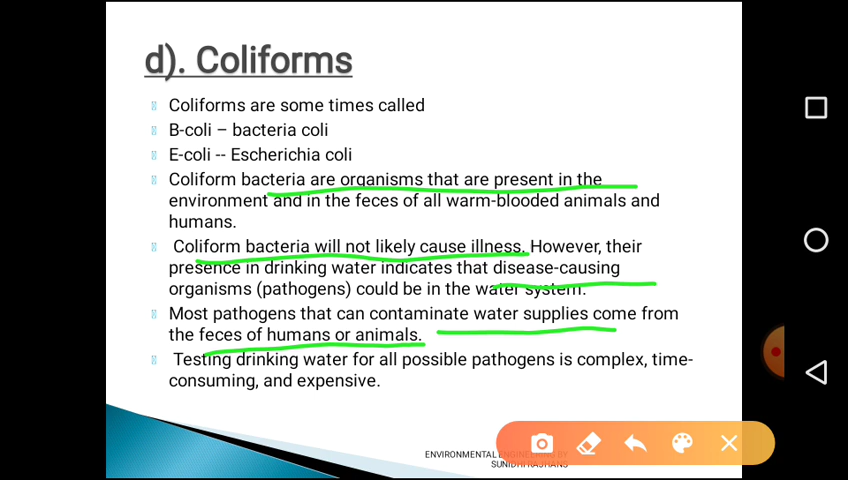 d). Coliforms
Coliforms are some times called
B-coli – bacteria coli
E-coli -- Escherichia coli
Coliform bacteria are organisms that are present in the
environment and in the feces of all warm-blooded animals and
humans.
Coliform bacteria will not likely cause illness. However, their
presence in drinking water indicates that disease-causing
organisms (pathogens) could be in the water system.
Most pathogens that can contaminate water supplies come from
the feces of humans or animals.
Testing drinking water for all possible pathogens is complex, time-
consuming, and expensive.
ENVIRONMENTAL ENGINEERING BY
SUNIDHI RAJHANS